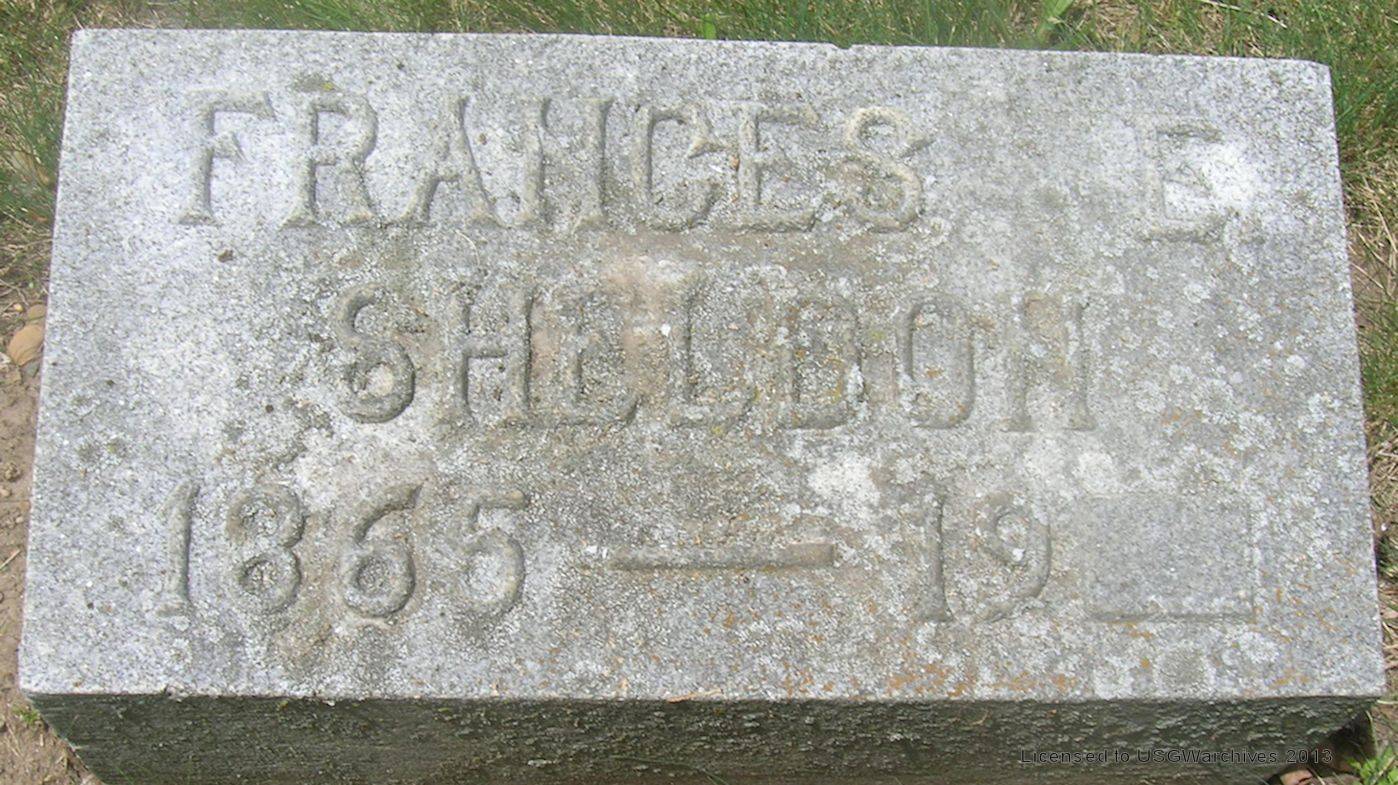 FRANCES E
SHELDON
1865 — 19
Licensed to USGWarchives 2013